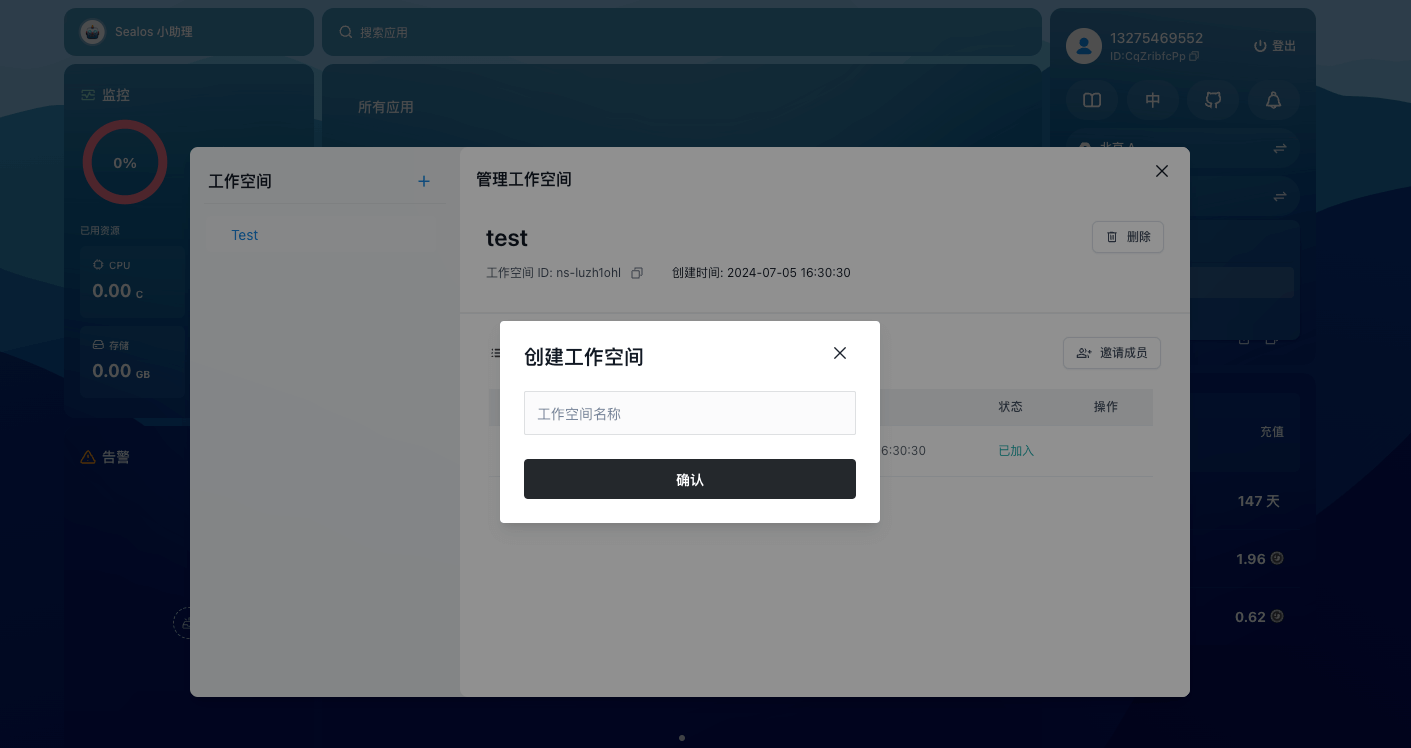 Sealos 小助理
搜索应用
13275469552
ID:CqZribfcPp
登出
监控
所有应用
中
0%
北京 A
工作空间
管理工作空间
Test
test
删除
工作空间 ID: ns-luzh1ohl
创建时间: 2024-07-05 16:30:30
已用资源
CPU
0.00 C
存储
0.00 GB
创建工作空间
邀请成员
工作空间名称
状态
操作
6:30:30
已加入
确认
充值
告警
147 天
1.96
0.62